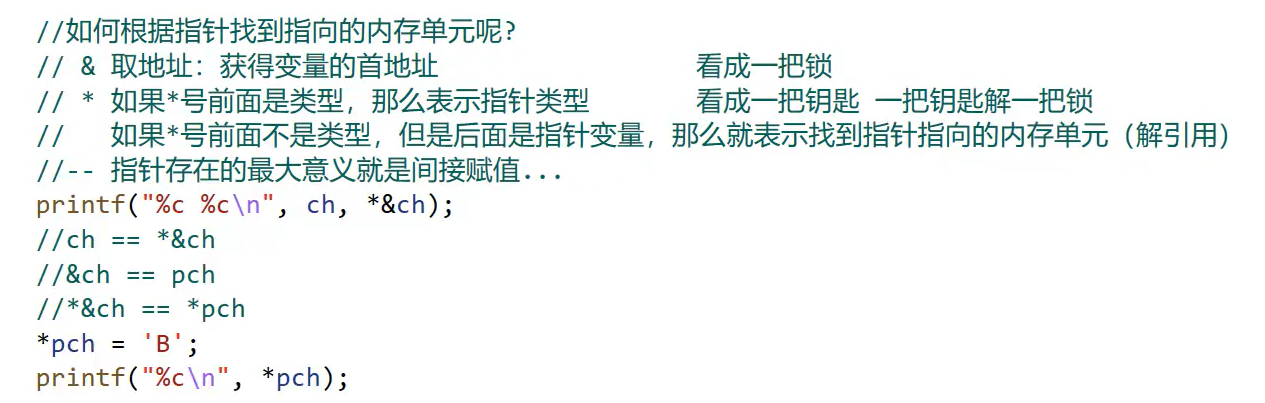 //如何根据指针找到指向的内存单元呢?
// & 取地址：获得变量的首地址 看成一把锁
// * 如果*号前面是类型，那么表示指针类型 看成一把钥匙 一把钥匙解一把锁
// 如果*号前面不是类型，但是后面是指针变量，那么就表示找到指针指向的内存单元（解引用）
//-- 指针存在的最大意义就是间接赋值...
printf("%c %c\n", ch, *&ch);
//ch == *&ch
//&ch == pch
//*&ch == *pch
*pch = 'B';
printf("%c\n", *pch);